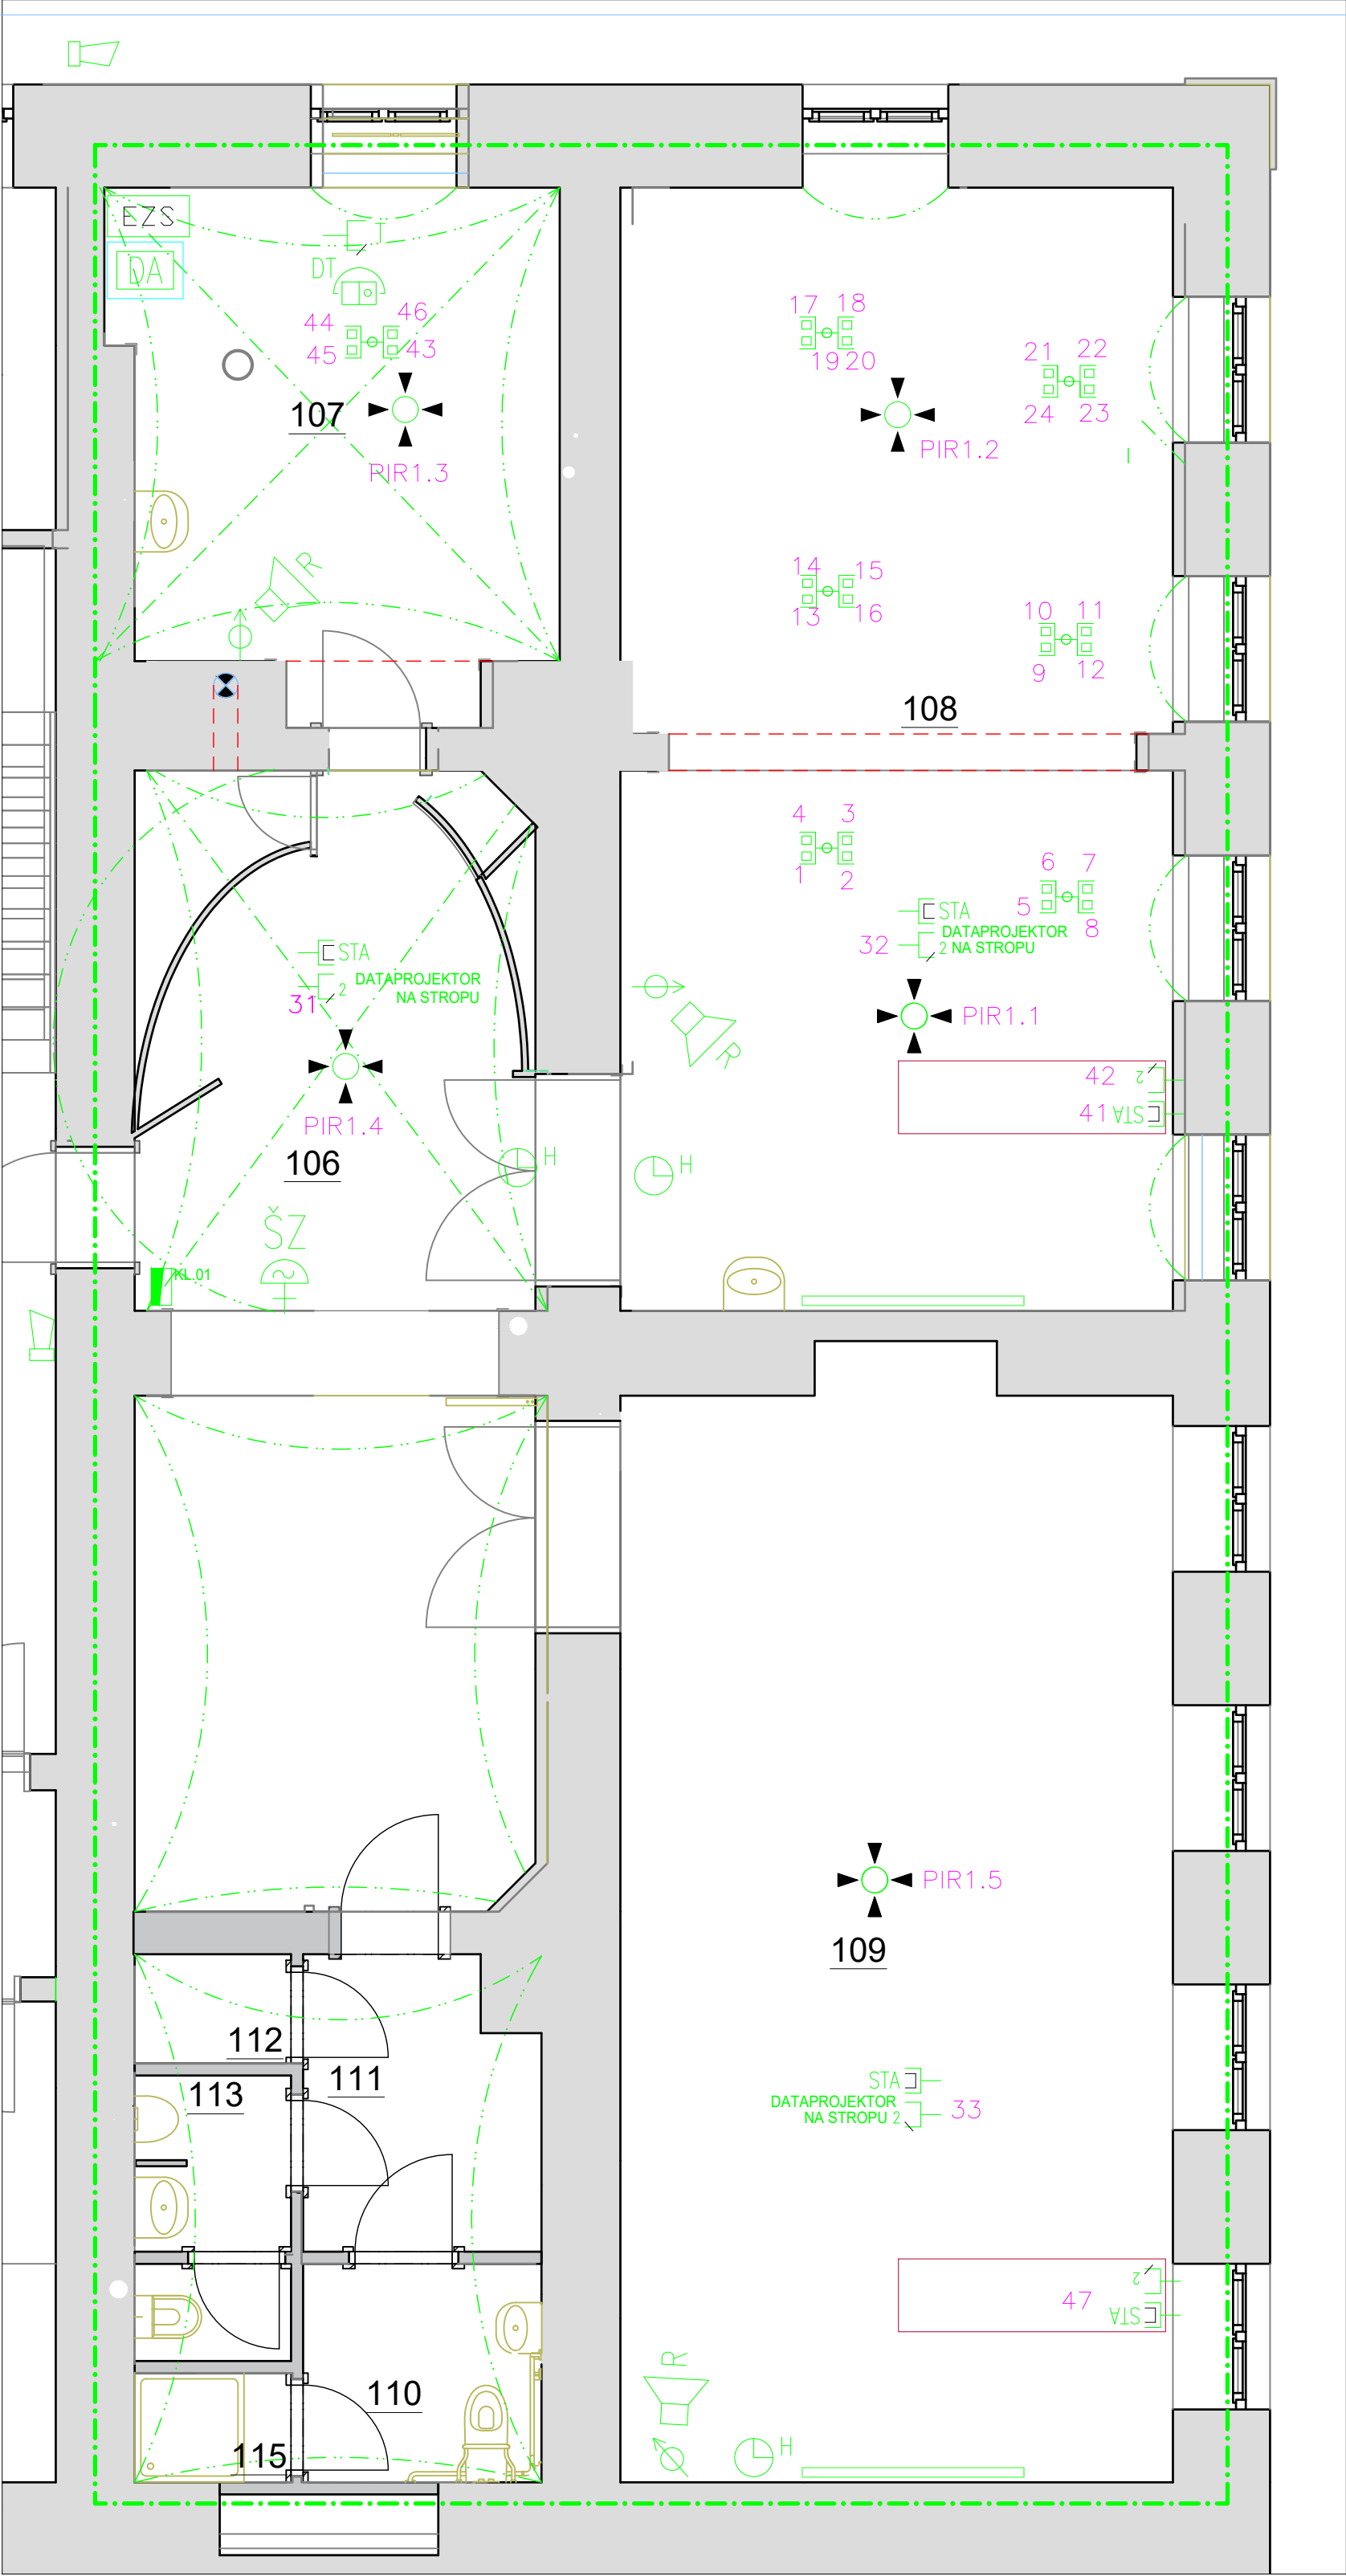 EZS
T
DA
DT
44
46
45
43
107
PIR1.3
R
17
18
19
20
21
22
24
23
PIR1.2
14
15
13
16
10
11
9
12
108
4
3
1
2
6
7
5
8
STA
32
2
DATAPROJEKTOR
NA STROPU
PIR1.1
R
42
2
41
STA
H
H
STA
2
DATAPROJEKTOR
NA STROPU
31
PIR1.4
106
ŠZ
KL.01
PIR1.5
109
112
111
113
STA
DATAPROJEKTOR
NA STROPU 2
33
2
47
STA
110
115
R
H